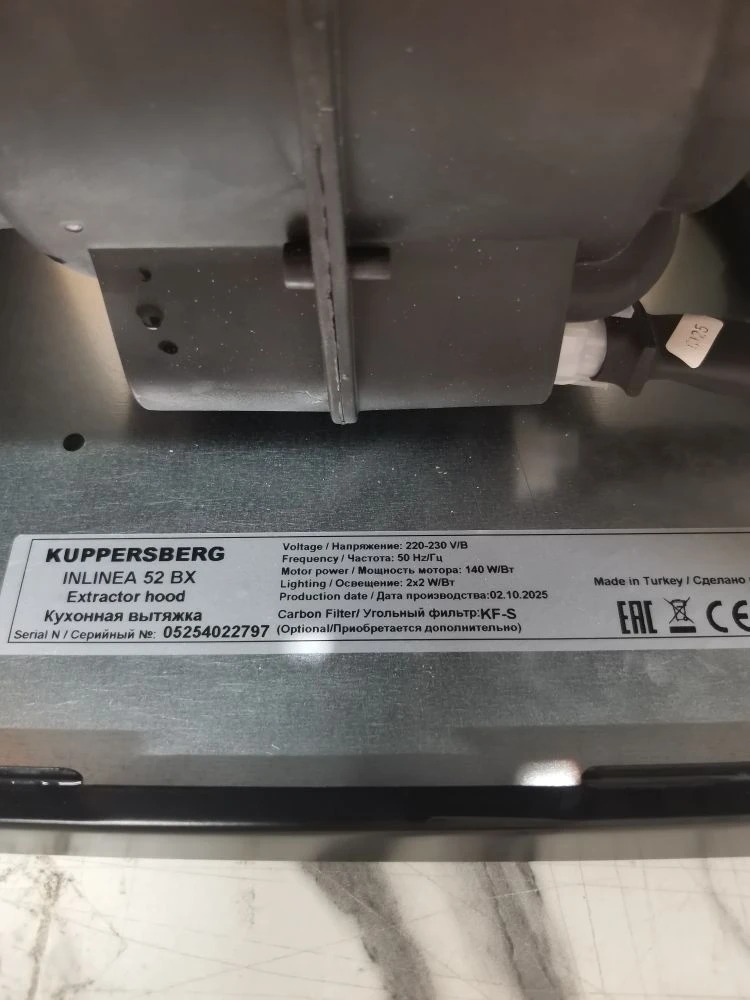 KUPPERSBERG
INLINEA 52 BX
Extractor hood
Кухонная вытяжка
Serial N / Серийный №: 05254022797
Voltage / Напряжение: 220-230 V/В
Frequency / Частота: 50 Hz/Гц
Motor power / Мощность мотора: 140 W/Вт
Lighting / Освещение: 2x2 W/Вт
Production date / Дата производства:02.10.2025
Carbon Filter/ Угольный фильтр:KF-S
(Optional/Приобретается дополнительно)
Made in Turkey / Сделано
EAC CE